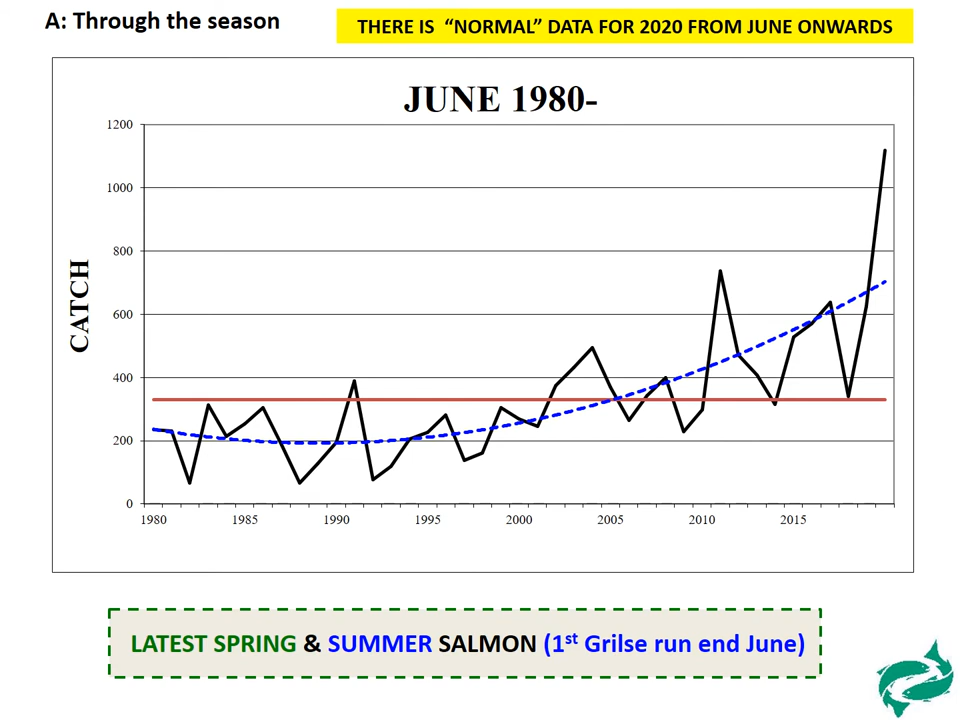 A: Through the season
THERE IS “NORMAL” DATA FOR 2020 FROM JUNE ONWARDS
JUNE 1980-
1200
1000
800
600
400
200
0
CATCH
1980 1985 1990 1995 2000 2005 2010 2015
LATEST SPRING & SUMMER SALMON (1st Grilse run end June)